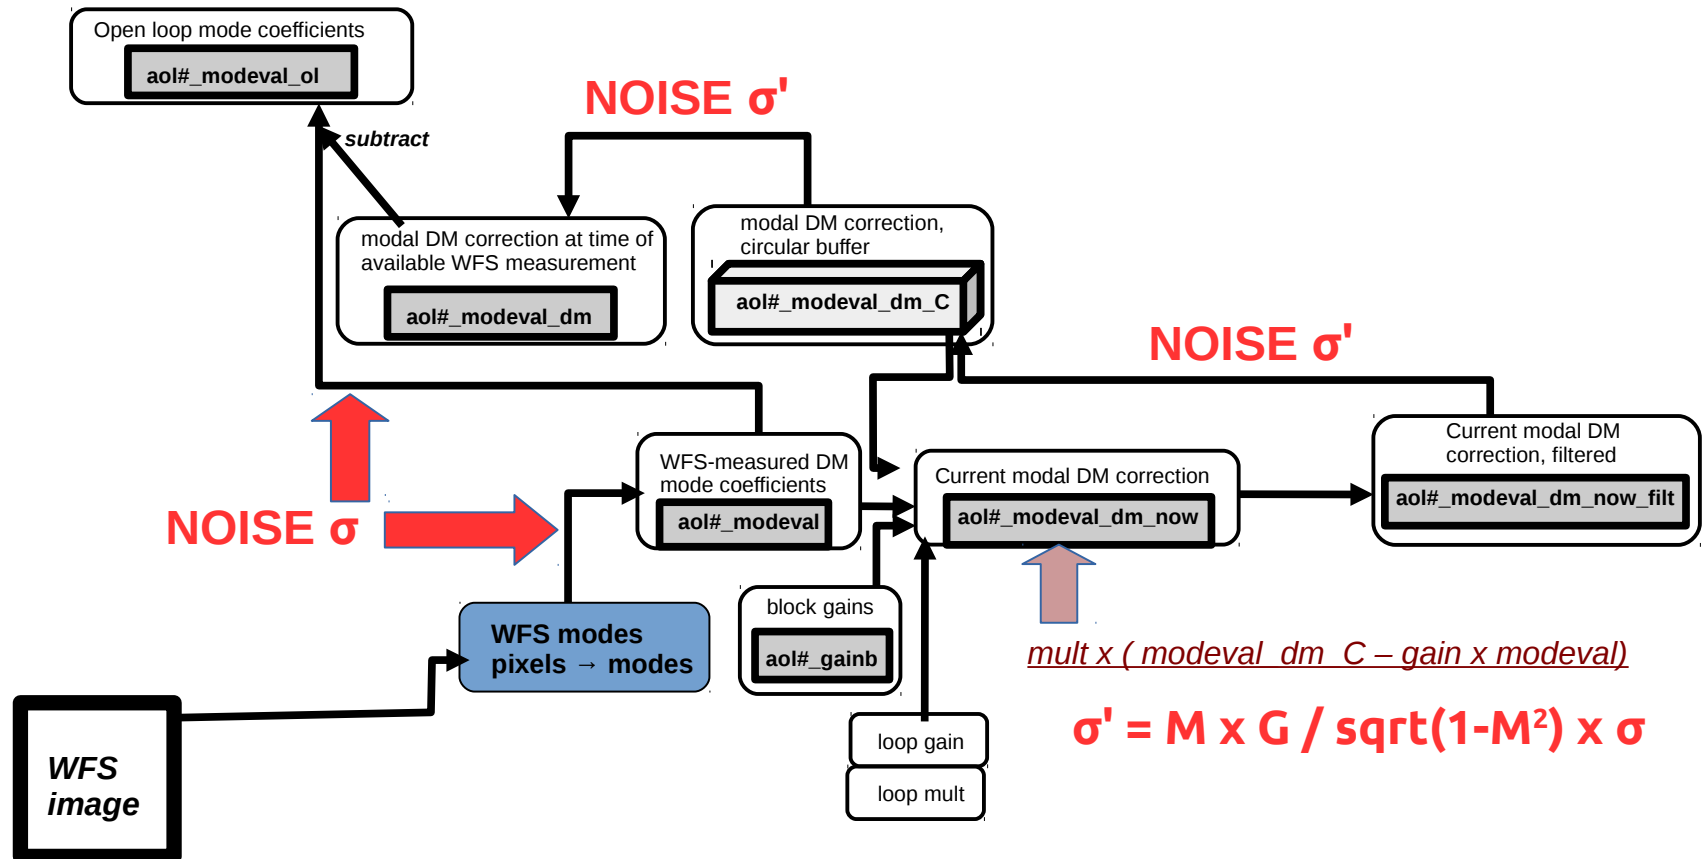 Open loop mode coefficients
aol#_modeval_ol
subtract
NOISE σ'
modal DM correction at time of
available WFS measurement
aol#_modeval_dm
modal DM correction,
circular buffer
aol#_modeval_dm_C
NOISE σ'
NOISE σ
WFS-measured DM
mode coefficients
aol#_modeval
Current modal DM correction
aol#_modeval_dm_now
Current modal DM
correction, filtered
aol#_modeval_dm_now_filt
block gains
aol#_gainb
WFS modes
pixels → modes
mult x ( modeval_dm_C – gain x modeval)
σ' = M x G / sqrt(1-M²) x σ
loop gain
loop mult
WFS
image